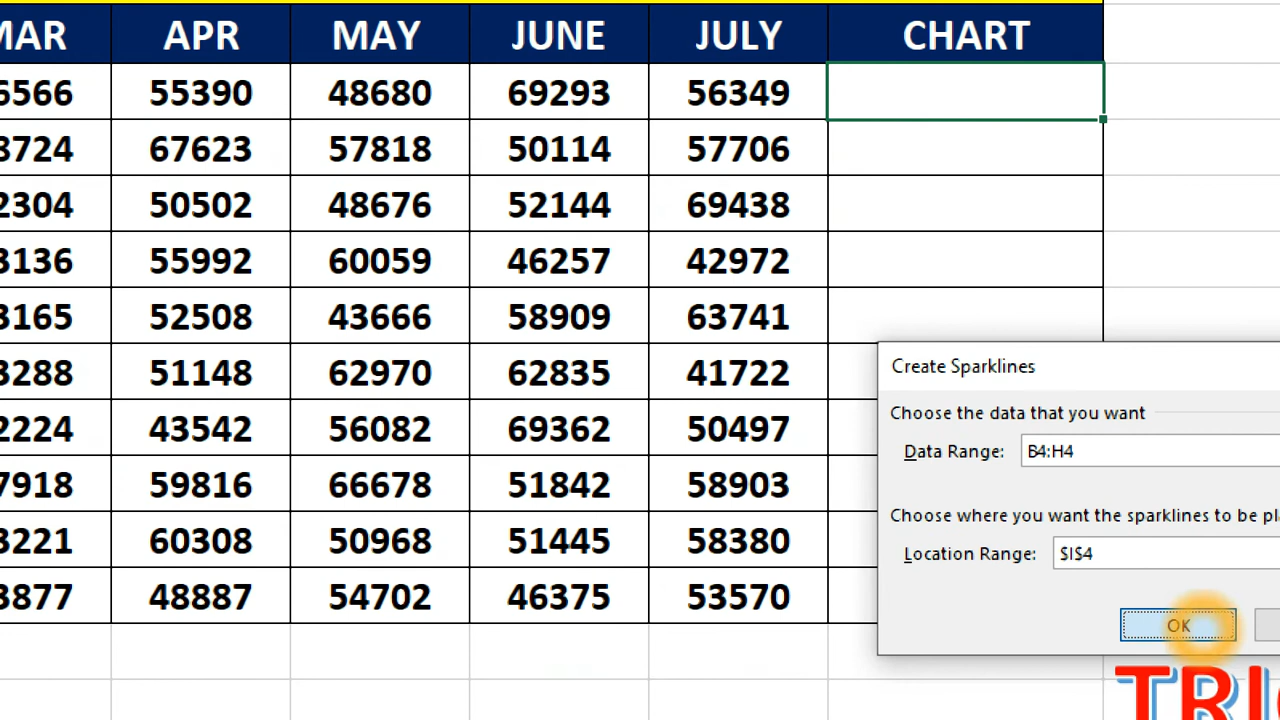 MAR APR MAY JUNE JULY CHART
6566 55390 48680 69293 56349
8724 67623 57818 50114 57706
2304 50502 48676 52144 69438
3136 55992 60059 46257 42972
3165 52508 43666 58909 63741
3288 51148 62970 62835 41722
2224 43542 56082 69362 50497
7918 59816 66678 51842 58903
3221 60308 50968 51445 58380
3877 48887 54702 46375 53570
Create Sparklines
Choose the data that you want
Data Range: B4:H4
Choose where you want the sparklines to be pl
Location Range: $I$4
OK
TRI